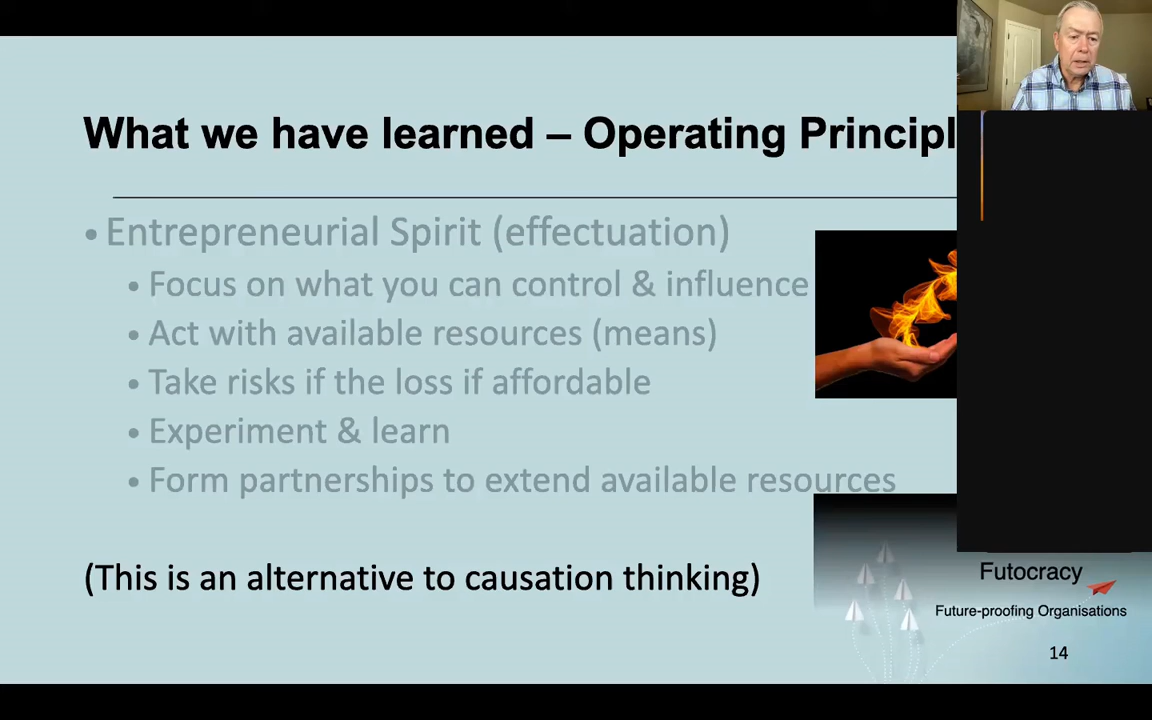 What we have learned – Operating Principl
• Entrepreneurial Spirit (effectuation)
• Focus on what you can control & influence
• Act with available resources (means)
• Take risks if the loss if affordable
• Experiment & learn
• Form partnerships to extend available resources
(This is an alternative to causation thinking)
Futocracy
Future-proofing Organisations
14